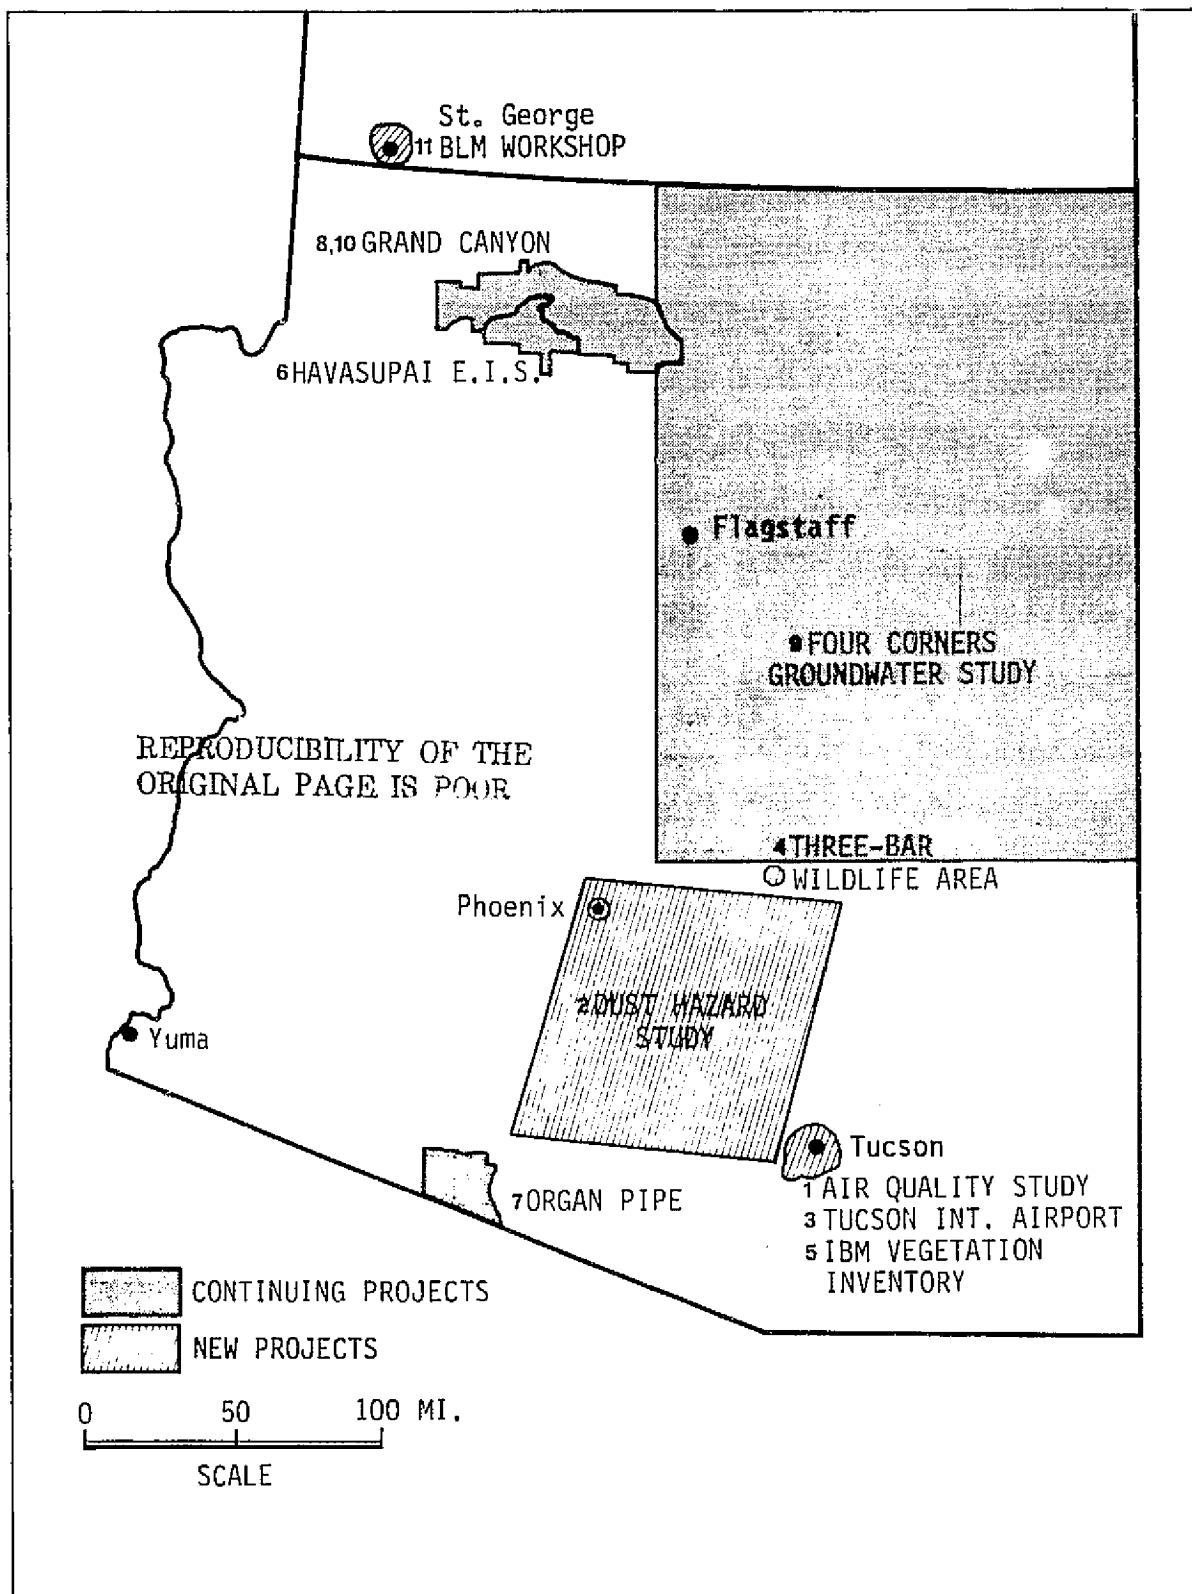 St. George
11 BLM WORKSHOP
8,10 GRAND CANYON
6 HAVASUPAI E.I.S.
Flagstaff
9 FOUR CORNERS
GROUNDWATER STUDY
REPRODUCIBILITY OF THE
ORIGINAL PAGE IS POOR
4 THREE-BAR
WILDLIFE AREA
Phoenix
2 DUST HAZARD
STUDY
Yuma
Tucson
1 AIR QUALITY STUDY
3 TUCSON INT. AIRPORT
5 IBM VEGETATION
INVENTORY
7 ORGAN PIPE
CONTINUING PROJECTS
NEW PROJECTS
0 50 100 MI.
SCALE